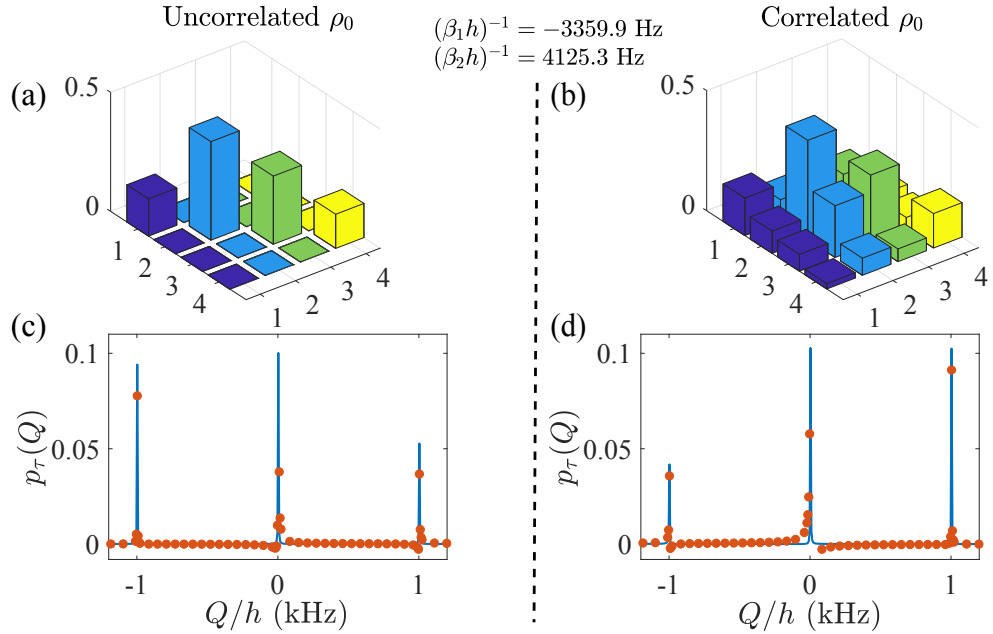 Uncorrelated ρ₀
(β₁h)⁻¹ = −3359.9 Hz
(β₂h)⁻¹ = 4125.3 Hz
Correlated ρ₀
(a)
0.5
0
1
2
3
4
1
2
3
4
(b)
0.5
0
1
2
3
4
1
2
3
4
(c)
0.1
0.05
0
p_τ(Q)
-1
0
1
Q/h (kHz)
(d)
0.1
0.05
0
p_τ(Q)
-1
0
1
Q/h (kHz)